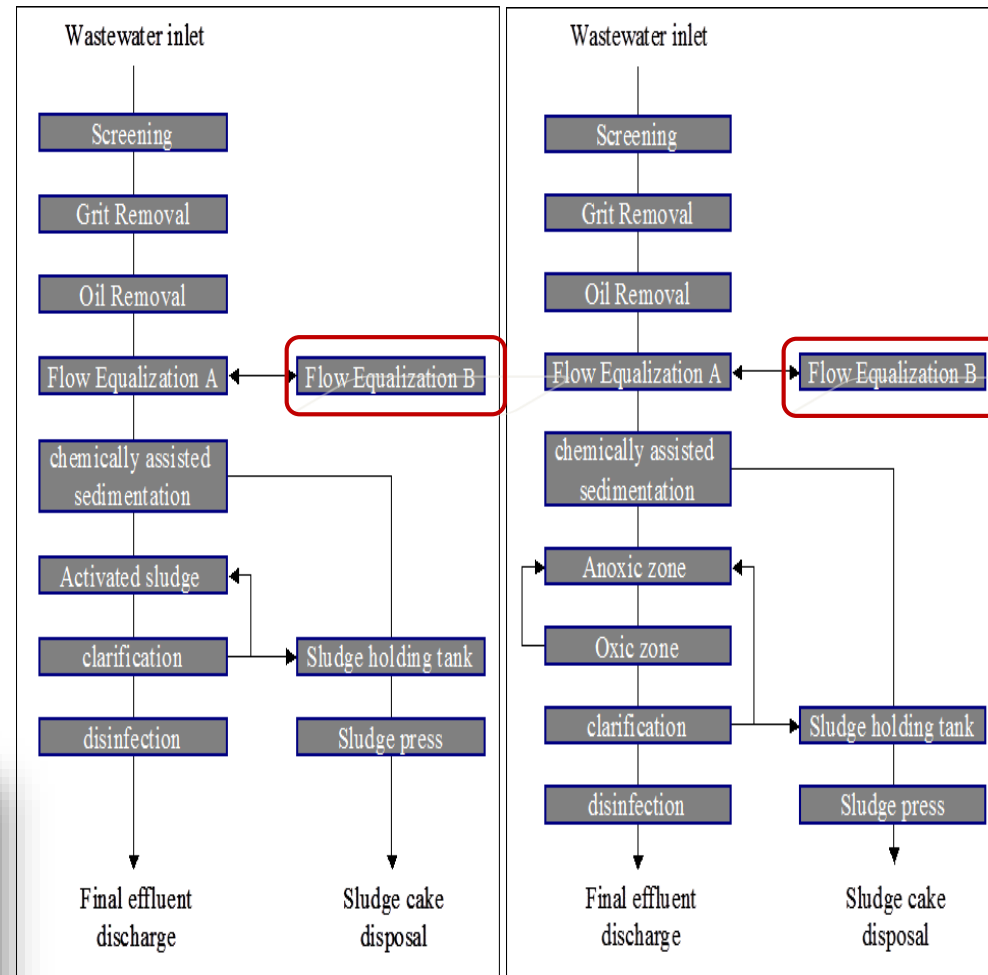 Wastewater inlet
Screening
Grit Removal
Oil Removal
Flow Equalization A
Flow Equalization B
chemically assisted
sedimentation
Activated sludge
clarification
Sludge holding tank
disinfection
Sludge press
Final effluent
discharge
Sludge cake
disposal
Wastewater inlet
Screening
Grit Removal
Oil Removal
Flow Equalization A
Flow Equalization B
chemically assisted
sedimentation
Anoxic zone
Oxic zone
clarification
Sludge holding tank
disinfection
Sludge press
Final effluent
discharge
Sludge cake
disposal